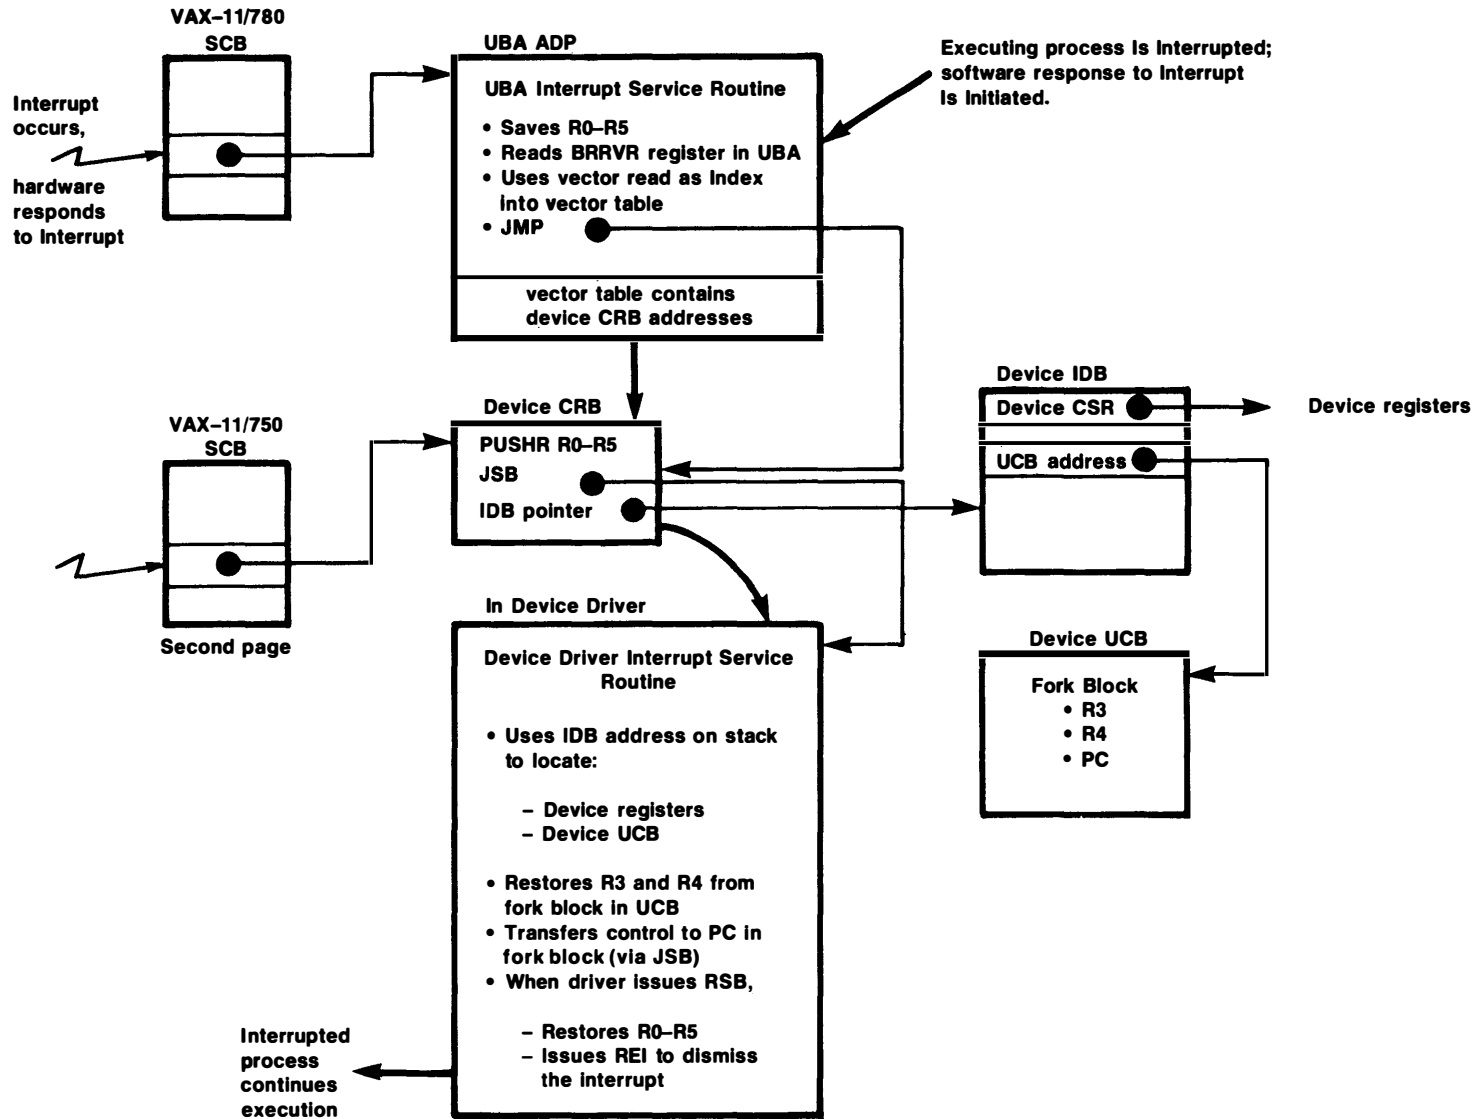 VAX–11/780
SCB
Interrupt
occurs,
hardware
responds
to Interrupt
UBA ADP
UBA Interrupt Service Routine
• Saves R0–R5
• Reads BRRVR register in UBA
• Uses vector read as Index
into vector table
• JMP
vector table contains
device CRB addresses
Executing process Is Interrupted;
software response to Interrupt
Is Initiated.
VAX–11/750
SCB
Second page
Device CRB
PUSHR R0–R5
JSB
IDB pointer
Device IDB
Device CSR
UCB address
Device registers
Device UCB
Fork Block
• R3
• R4
• PC
In Device Driver
Device Driver Interrupt Service
Routine
• Uses IDB address on stack
to locate:
– Device registers
– Device UCB
• Restores R3 and R4 from
fork block in UCB
• Transfers control to PC in
fork block (via JSB)
• When driver issues RSB,
– Restores R0–R5
– Issues REI to dismiss
the interrupt
Interrupted
process
continues
execution